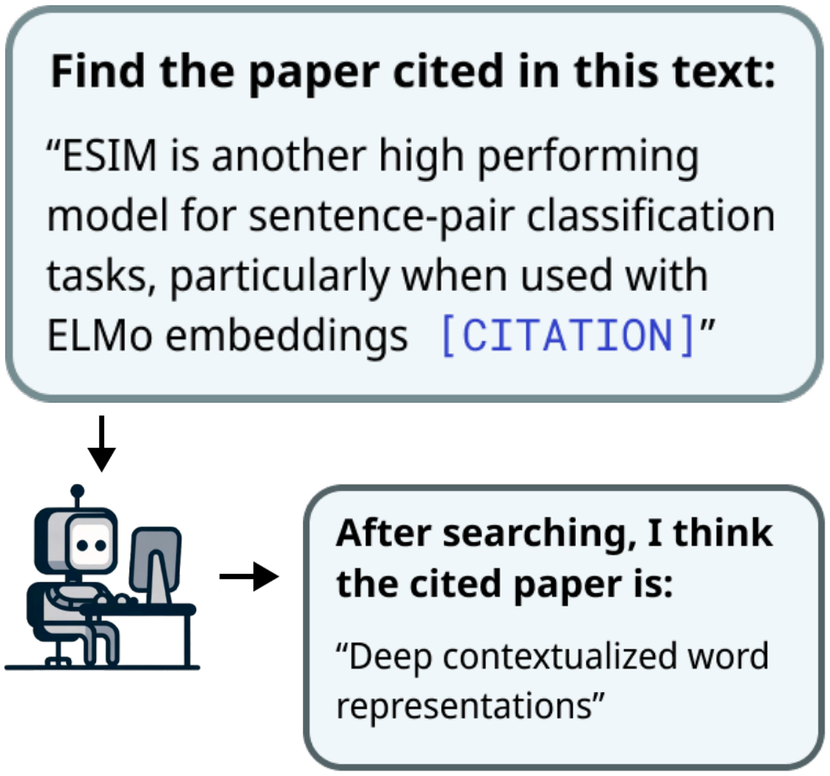 Find the paper cited in this text:
“ESIM is another high performing
model for sentence-pair classification
tasks, particularly when used with
ELMo embeddings [CITATION]”
After searching, I think
the cited paper is:
“Deep contextualized word
representations”